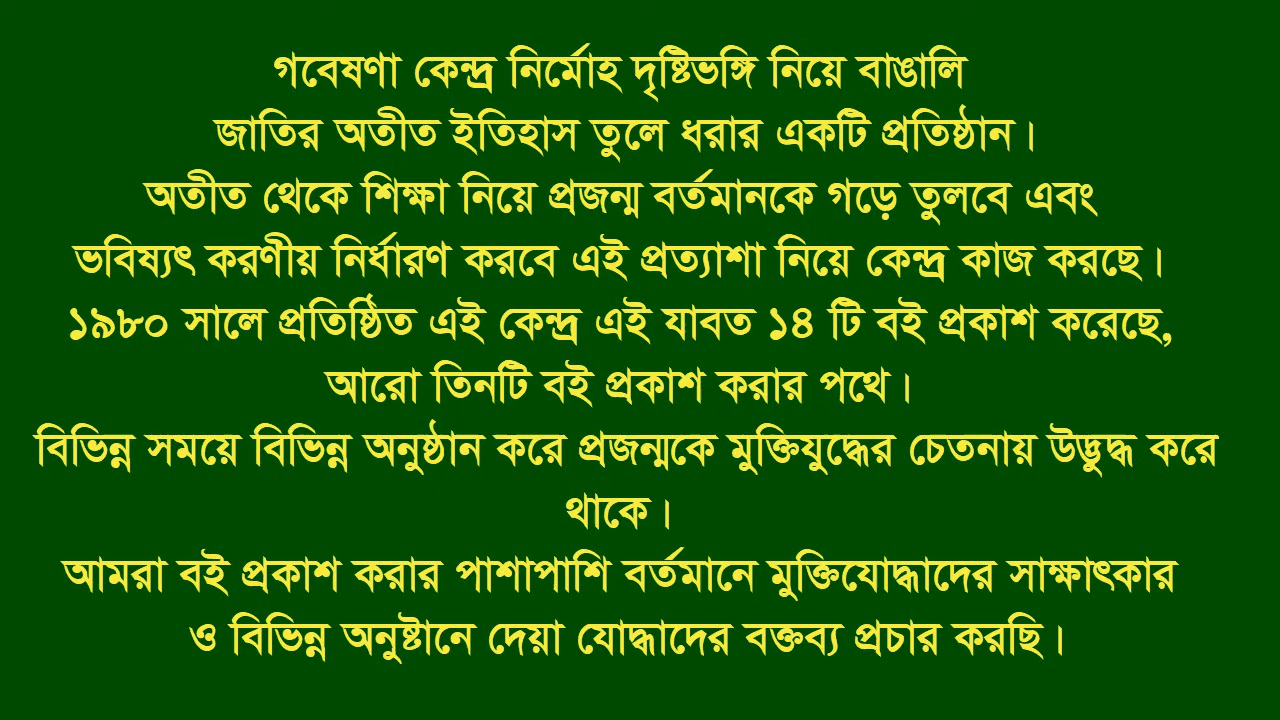 গবেষণা কেন্দ্র নির্মোহ দৃষ্টিভঙ্গি নিয়ে বাঙালি
জাতির অতীত ইতিহাস তুলে ধরার একটি প্রতিষ্ঠান।
অতীত থেকে শিক্ষা নিয়ে প্রজন্ম বর্তমানকে গড়ে তুলবে এবং
ভবিষ্যৎ করণীয় নির্ধারণ করবে এই প্রত্যাশা নিয়ে কেন্দ্র কাজ করছে।
১৯৮০ সালে প্রতিষ্ঠিত এই কেন্দ্র এই যাবত ১৪ টি বই প্রকাশ করেছে,
আরো তিনটি বই প্রকাশ করার পথে।
বিভিন্ন সময়ে বিভিন্ন অনুষ্ঠান করে প্রজন্মকে মুক্তিযুদ্ধের চেতনায় উদ্ভুদ্ধ করে
থাকে।
আমরা বই প্রকাশ করার পাশাপাশি বর্তমানে মুক্তিযোদ্ধাদের সাক্ষাৎকার
ও বিভিন্ন অনুষ্টানে দেয়া যোদ্ধাদের বক্তব্য প্রচার করছি।